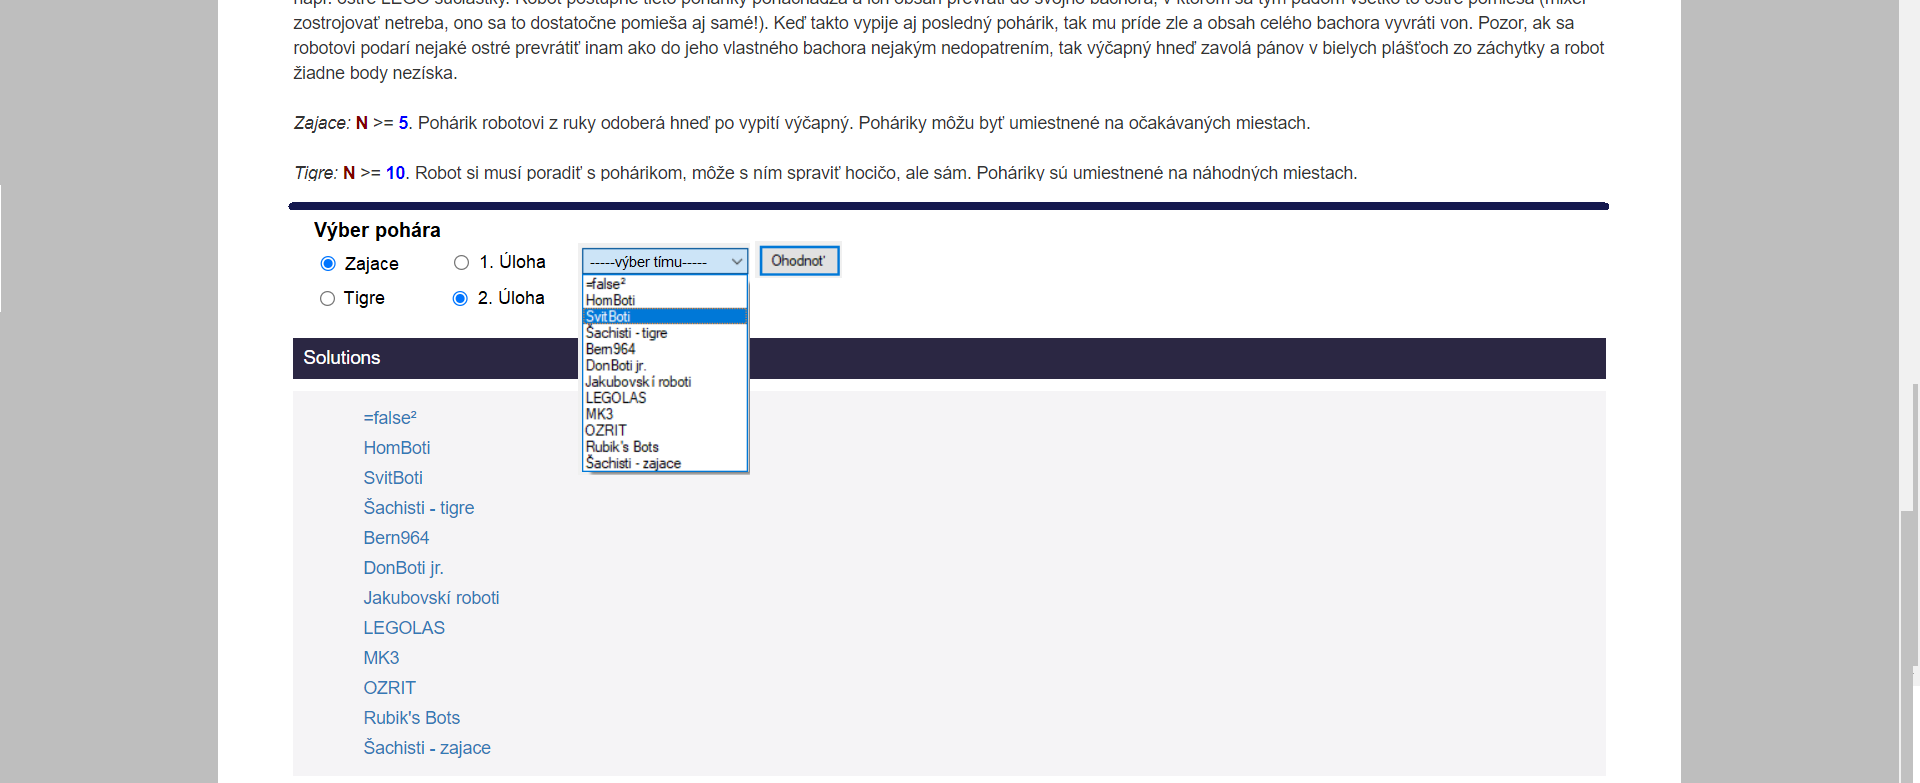 zostrojovať netreba, ono sa to dostatočne pomieša aj samé!). Keď takto vypije aj posledný pohárik, tak mu príde zle a obsah celého bachora vyvráti von. Pozor, ak sa
robotovi podarí nejaké ostré prevrátiť inam ako do jeho vlastného bachora nejakým nedopatrením, tak výčapný hneď zavolá pánov v bielych plášťoch zo záchytky a robot
žiadne body nezíska.
Zajace: N >= 5. Pohárik robotovi z ruky odoberá hneď po vypití výčapný. Poháriky môžu byť umiestnené na očakávaných miestach.
Tigre: N >= 10. Robot si musí poradiť s pohárikom, môže s ním spraviť hocičo, ale sám. Poháriky sú umiestnené na náhodných miestach.
Výber pohára
Zajace 1. Úloha -----výber tímu----- Ohodnoť
Tigre 2. Úloha
=false²
HomBoti
SvitBoti
Šachisti - tigre
Bern964
DonBoti jr.
Jakubovskí roboti
LEGOLAS
MK3
OZRIT
Rubik's Bots
Šachisti - zajace
Solutions
=false²
HomBoti
SvitBoti
Šachisti - tigre
Bern964
DonBoti jr.
Jakubovskí roboti
LEGOLAS
MK3
OZRIT
Rubik's Bots
Šachisti - zajace